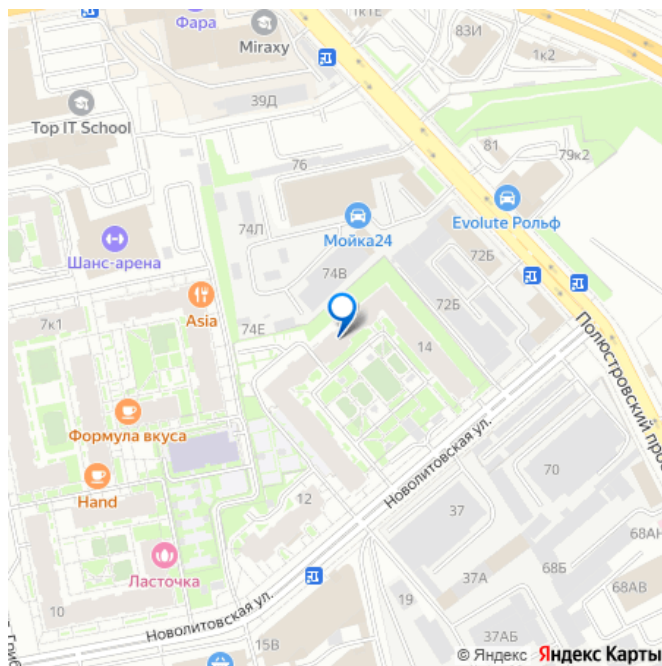 1кТЕ
Фара
83И
Miraxy
1к2
39Д
Top IT School
81
79к2
76
Evolute Рольф
74Л
Мойка24
Шанс-арена
72Б
74В
72Б
Asia
7к1
74Е
14
Полюстровский про
Формула вкуса
Hand
Новолитовская ул.
70
12
37
68АН
Ласточка
68Б
37А
68АВ
10
19
Новолитовская ул.
15В
37АБ
© Яндекс Яндекс Карты